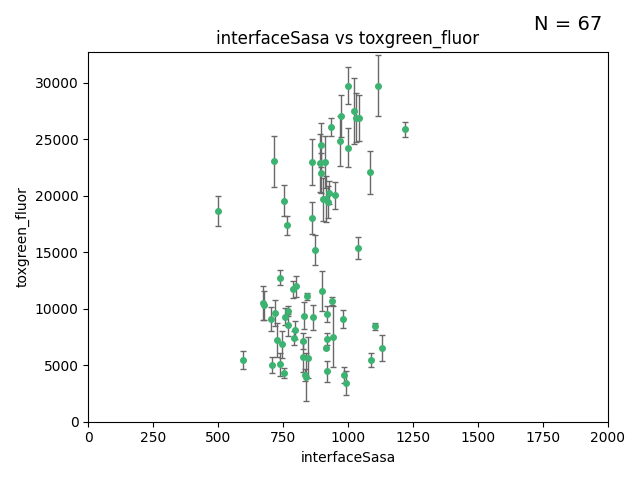 N = 67
interfaceSasa vs toxgreen_fluor
30000
25000
20000
15000
10000
5000
0
toxgreen_fluor
0 250 500 750 1000 1250 1500 1750 2000
interfaceSasa